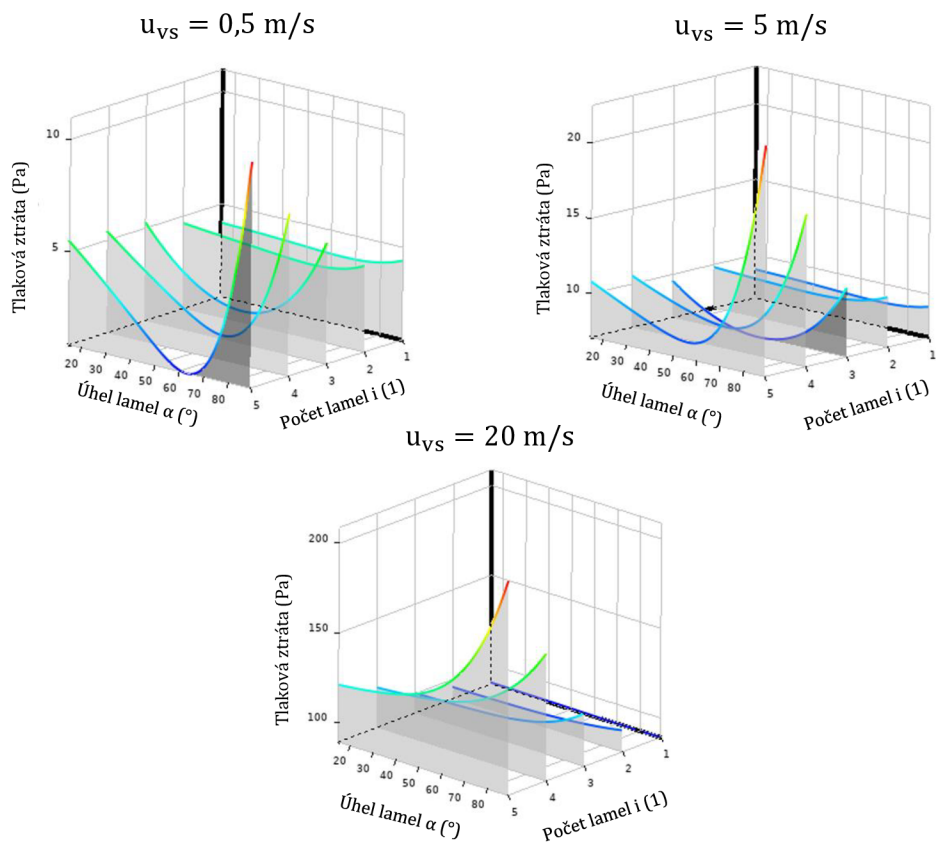 u_vs = 0,5 m/s
10
5
Tlaková ztráta (Pa)
20 30 40 50 60 70 80
Úhel lamel α (°)
5 4 3 2 1
Počet lamel i (1)
u_vs = 5 m/s
20
15
10
Tlaková ztráta (Pa)
20 30 40 50 60 70 80
Úhel lamel α (°)
5 4 3 2 1
Počet lamel i (1)
u_vs = 20 m/s
200
150
100
Tlaková ztráta (Pa)
20 30 40 50 60 70 80
Úhel lamel α (°)
5 4 3 2 1
Počet lamel i (1)